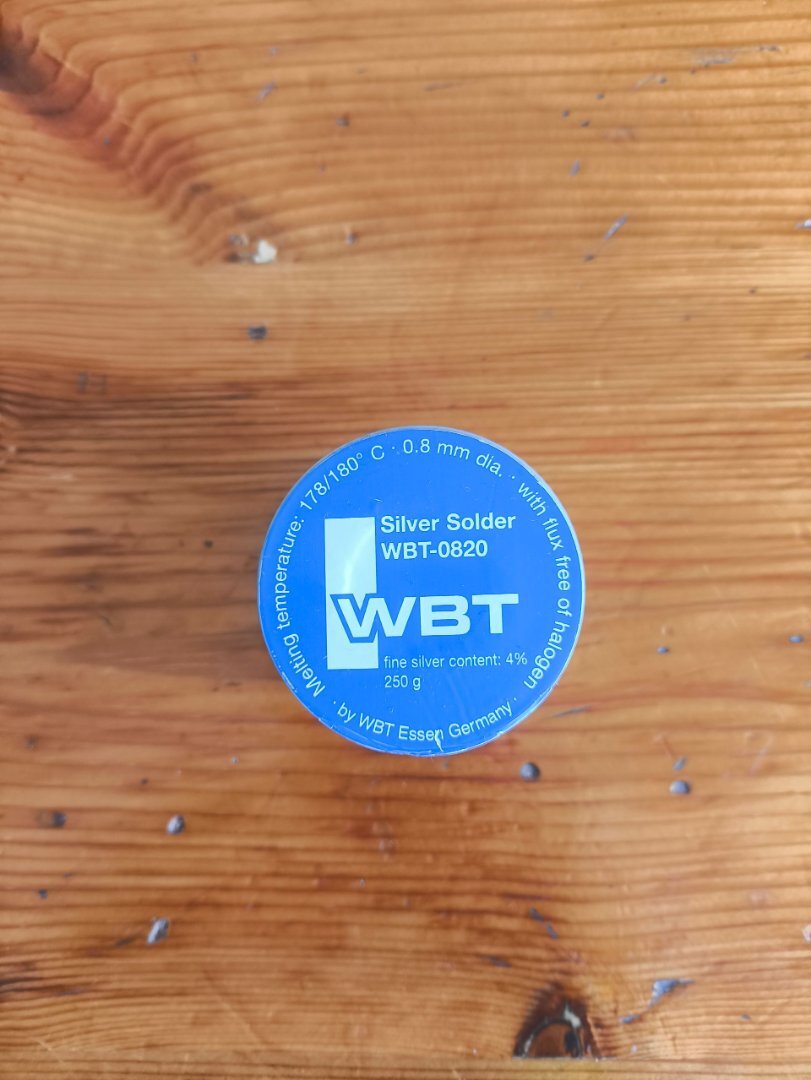 Melting temperature: 178/180° C · 0.8 mm dia. · with flux free of halogen
Silver Solder
WBT-0820
WBT
fine silver content: 4%
250 g
· by WBT Essen Germany ·